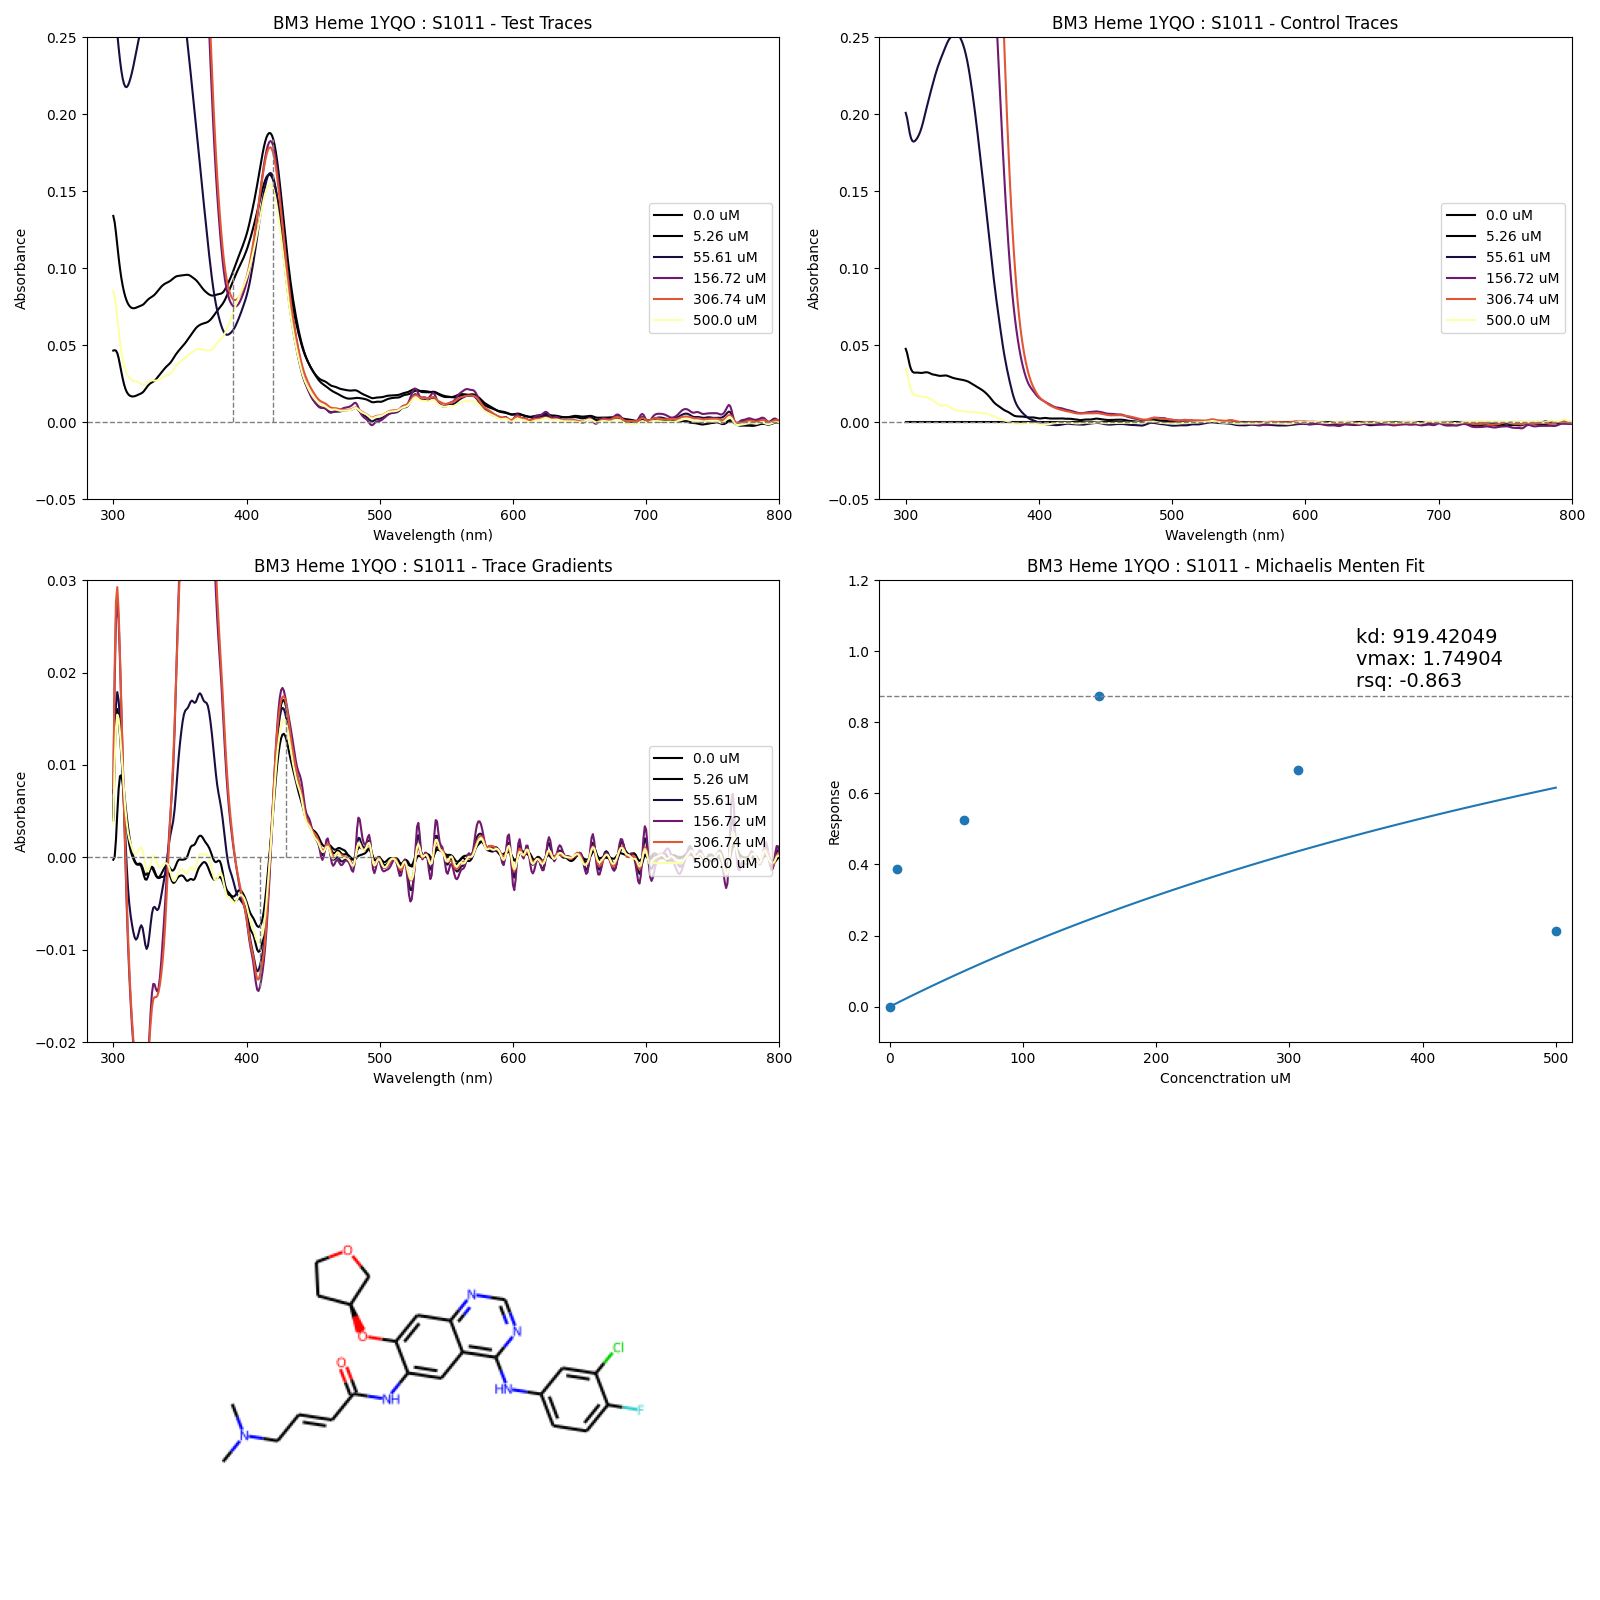 BM3 Heme 1YQO : S1011 - Test Traces
0.25
0.20
0.15
0.10
0.05
0.00
−0.05
Absorbance
300
400
500
600
700
800
Wavelength (nm)
0.0 uM
5.26 uM
55.61 uM
156.72 uM
306.74 uM
500.0 uM
BM3 Heme 1YQO : S1011 - Control Traces
0.25
0.20
0.15
0.10
0.05
0.00
−0.05
Absorbance
300
400
500
600
700
800
Wavelength (nm)
0.0 uM
5.26 uM
55.61 uM
156.72 uM
306.74 uM
500.0 uM
BM3 Heme 1YQO : S1011 - Trace Gradients
0.03
0.02
0.01
0.00
−0.01
−0.02
Absorbance
300
400
500
600
700
800
Wavelength (nm)
0.0 uM
5.26 uM
55.61 uM
156.72 uM
306.74 uM
500.0 uM
BM3 Heme 1YQO : S1011 - Michaelis Menten Fit
1.2
1.0
0.8
0.6
0.4
0.2
0.0
Response
kd: 919.42049
vmax: 1.74904
rsq: -0.863
0
100
200
300
400
500
Concenctration uM
O
N
N
O
O
Cl
HN
NH
F
N